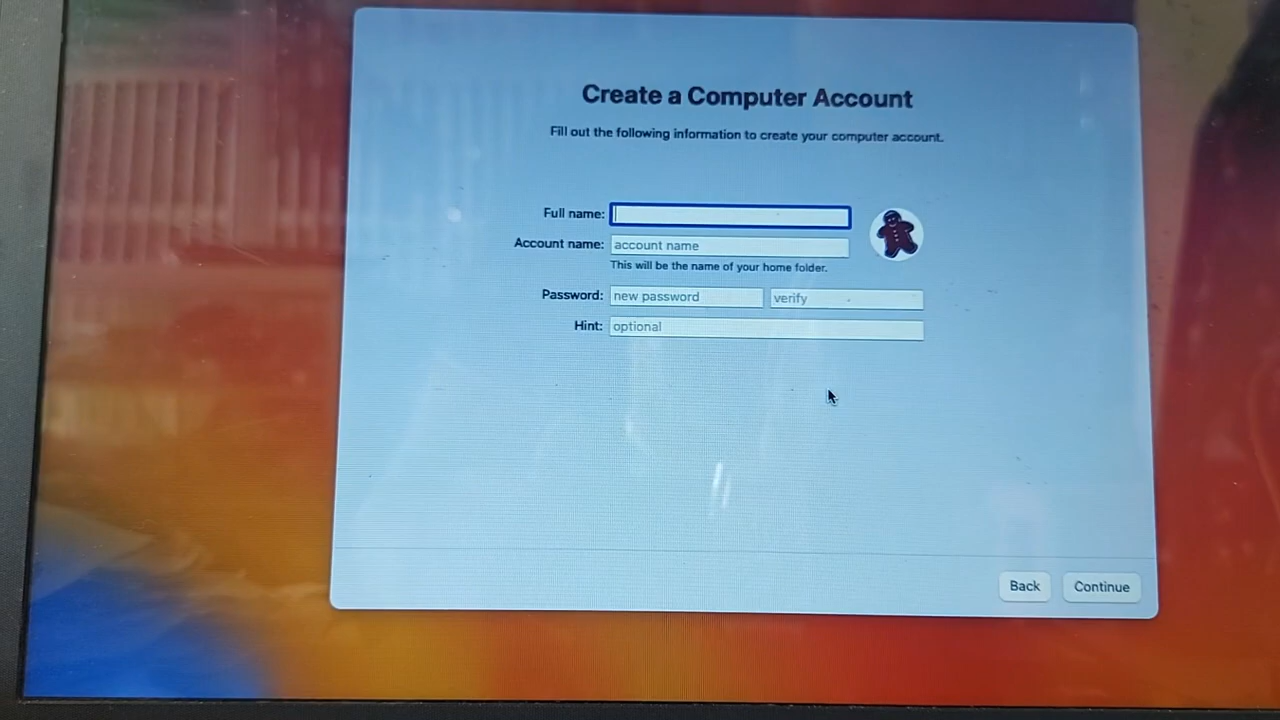 Create a Computer Account
Fill out the following information to create your computer account.
Full name:
Account name: account name
This will be the name of your home folder.
Password: new password verify
Hint: optional
Back Continue